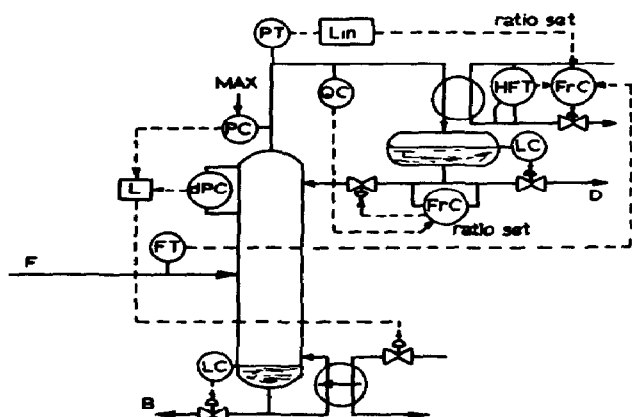 ratio set
PT
Lin
MAX
QC
HFT
FrC
PC
LC
L
dPC
FrC
D
ratio set
FT
F
LC
B